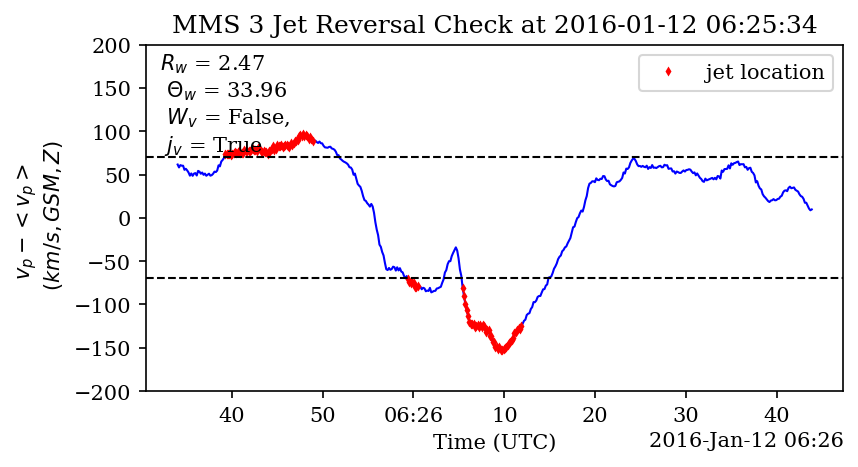 MMS 3 Jet Reversal Check at 2016-01-12 06:25:34
R_w = 2.47
Θ_w = 33.96
W_v = False,
j_v = True
jet location
200
150
100
50
0
−50
−100
−150
−200
v_p − < v_p >
(km/s, GSM, Z)
40 50 06:26 10 20 30 40
Time (UTC)
2016-Jan-12 06:26